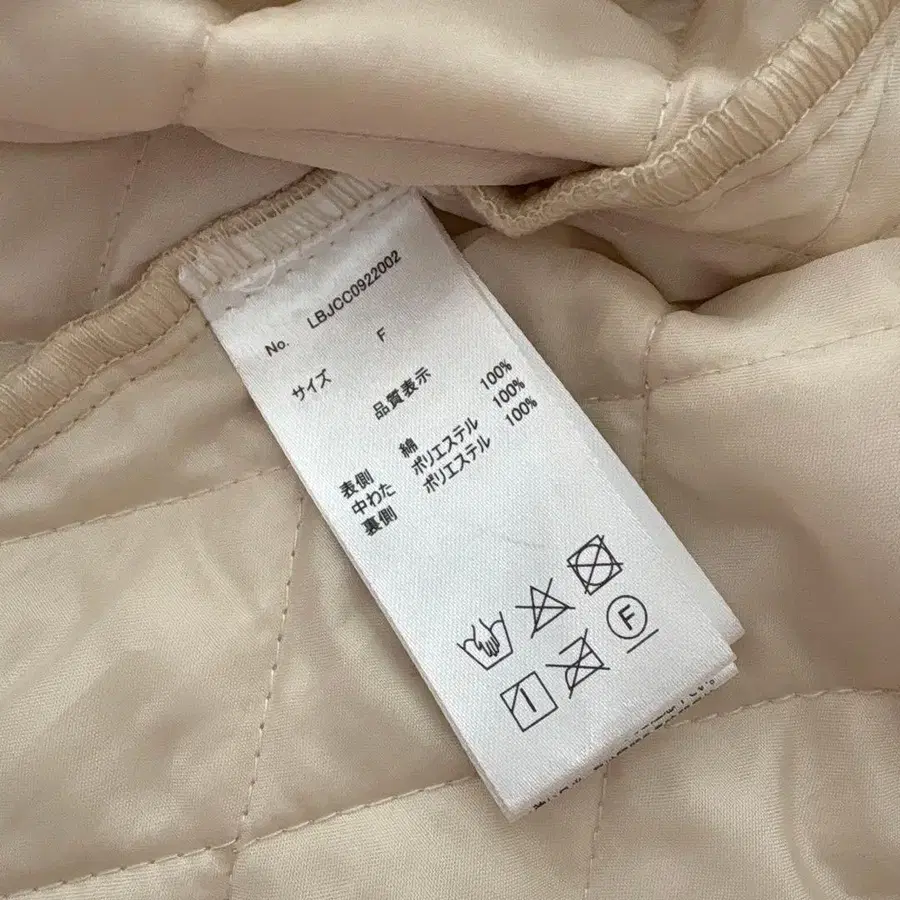 No. LBJCC0922002
サイズ F
品質表示
表側 綿 100%
中わた ポリエステル 100%
裏側 ポリエステル 100%
F